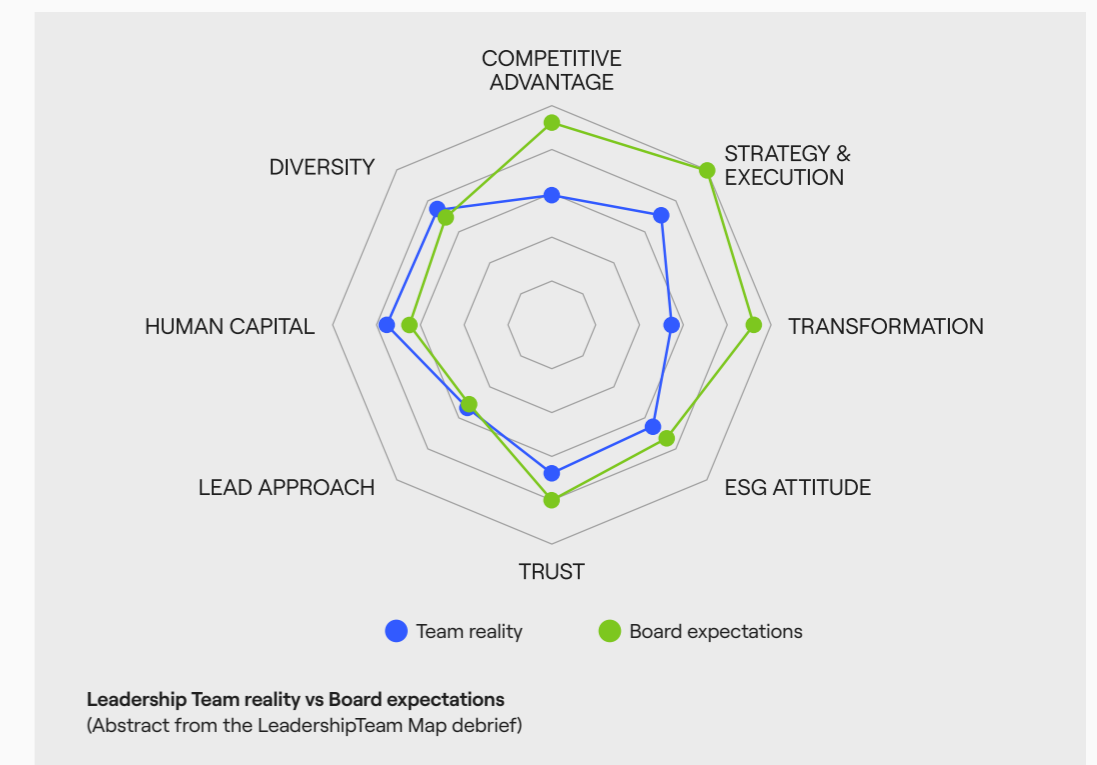 COMPETITIVE
ADVANTAGE
STRATEGY &
EXECUTION
DIVERSITY
HUMAN CAPITAL
TRANSFORMATION
LEAD APPROACH
ESG ATTITUDE
TRUST
Team reality
Board expectations
Leadership Team reality vs Board expectations
(Abstract from the LeadershipTeam Map debrief)